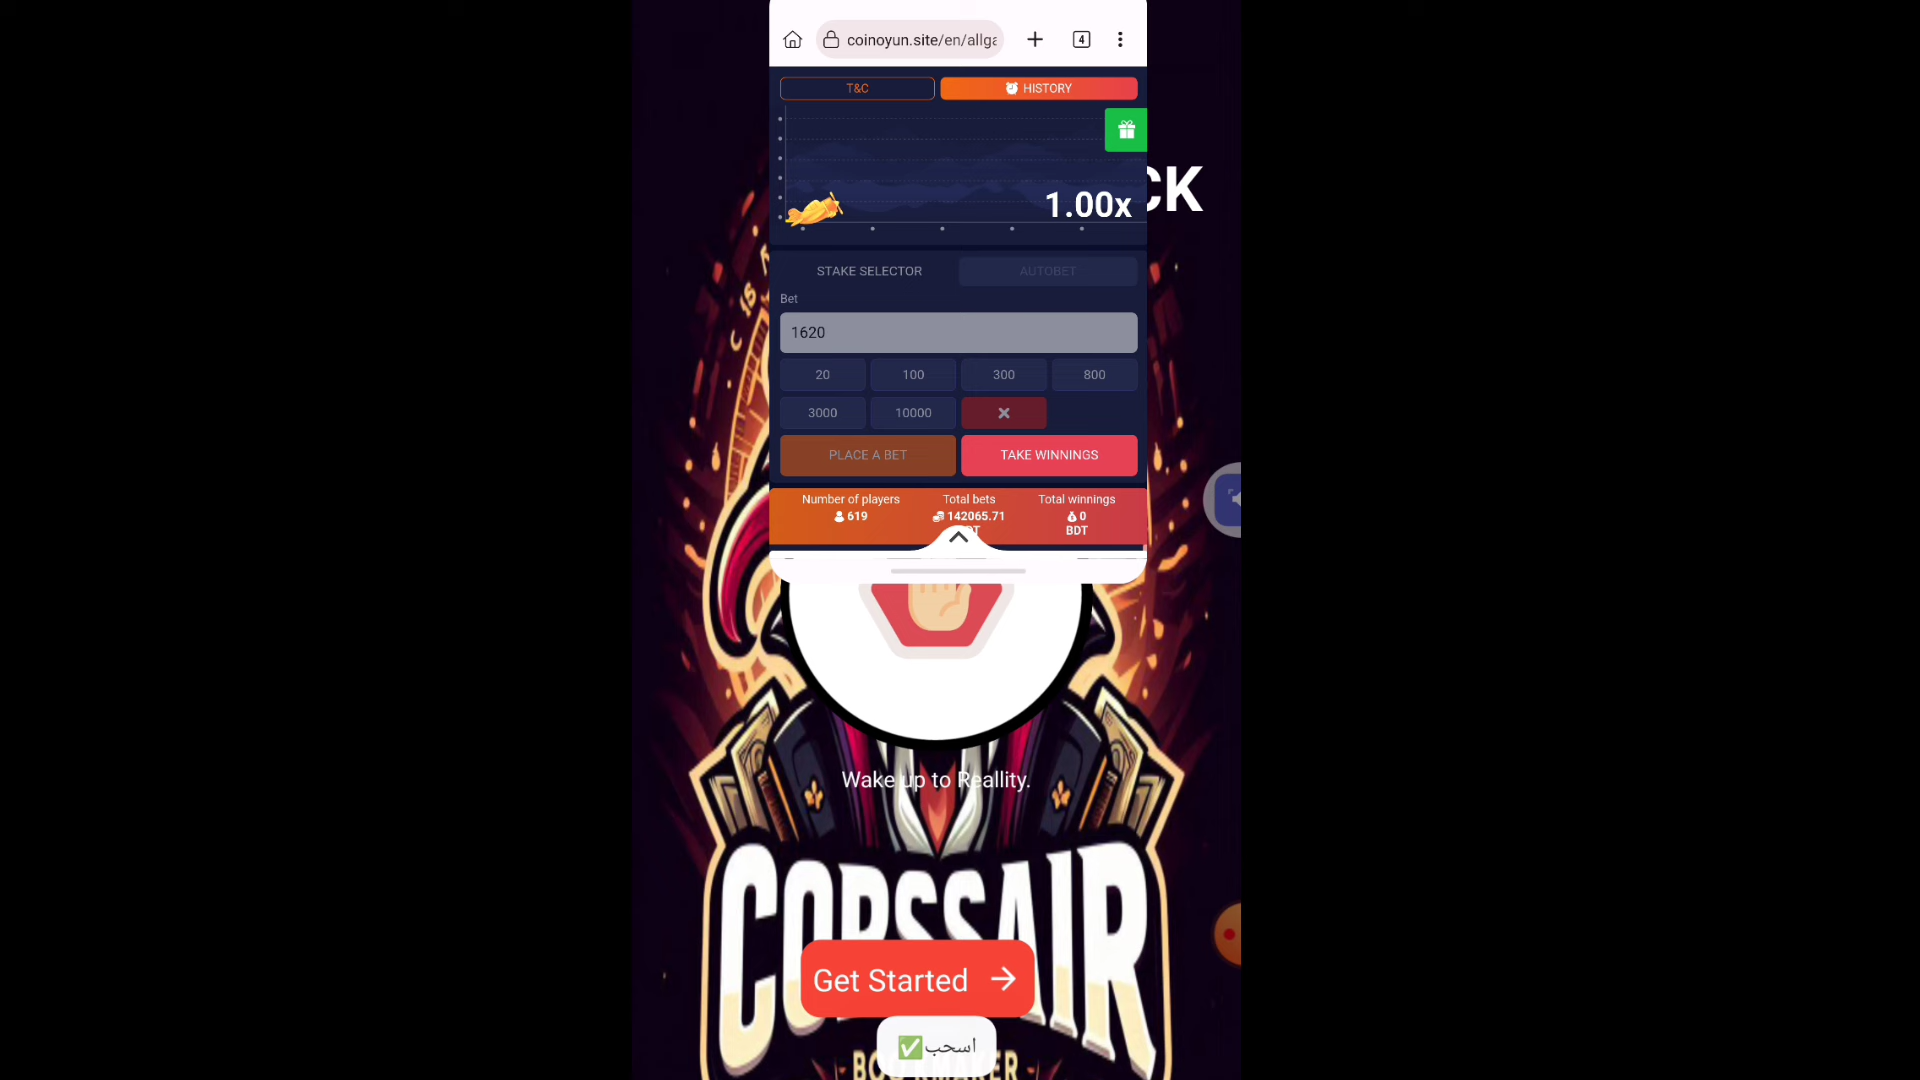 coinoyun.site/en/allga
4
T&C
HISTORY
CK
1.00x
STAKE SELECTOR
AUTOBET
Bet
1620
20
100
300
800
3000
10000
PLACE A BET
TAKE WINNINGS
Number of players
Total bets
Total winnings
619
142065.71
0
BDT
Wake up to Reallity.
CORSSAIR
Get Started
اسحب✅